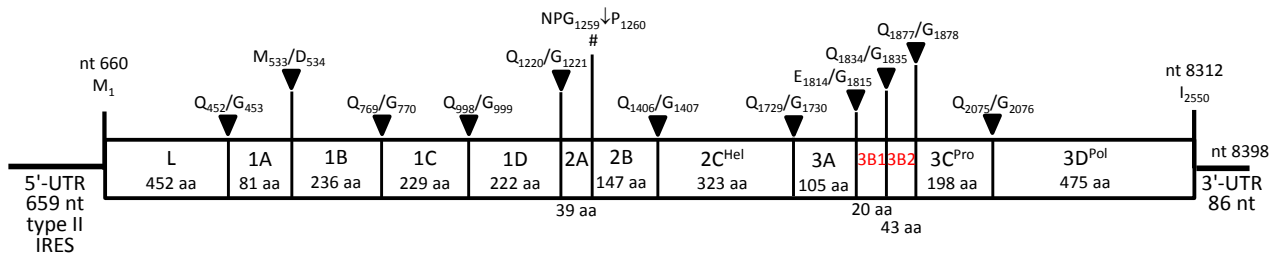 NPG₁₂₅₉↓P₁₂₆₀
#
Q₁₈₇₇/G₁₈₇₈
M₅₃₃/D₅₃₄
Q₁₂₂₀/G₁₂₂₁
Q₁₈₃₄/G₁₈₃₅
nt 660
M₁
E₁₈₁₄/G₁₈₁₅
nt 8312
I₂₅₅₀
Q₄₅₂/G₄₅₃
Q₇₆₉/G₇₇₀
Q₉₉₈/G₉₉₉
Q₁₄₀₆/G₁₄₀₇
Q₁₇₂₉/G₁₇₃₀
Q₂₀₇₅/G₂₀₇₆
L
452 aa
1A
81 aa
1B
236 aa
1C
229 aa
1D
222 aa
2A
39 aa
2B
147 aa
2Cᴴᵉˡ
323 aa
3A
105 aa
3B1
20 aa
3B2
43 aa
3Cᴾʳᵒ
198 aa
3Dᴾᵒˡ
475 aa
nt 8398
5'-UTR
659 nt
type II
IRES
3'-UTR
86 nt